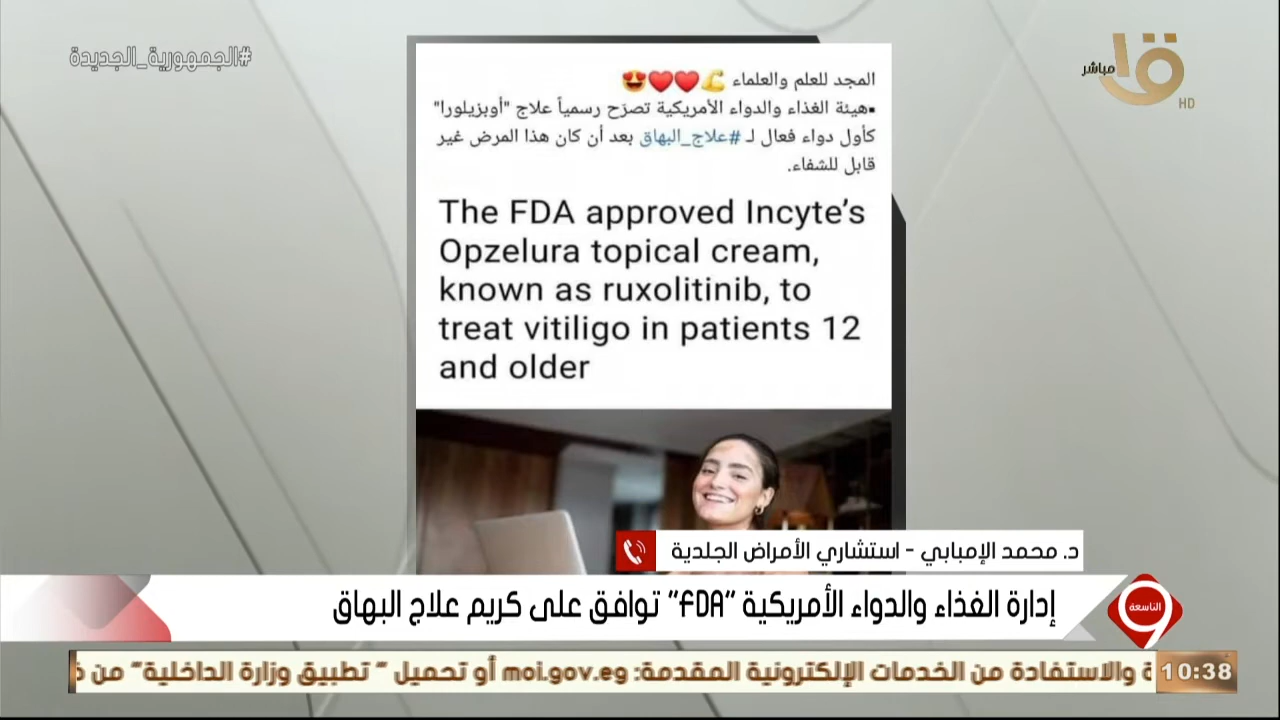 #الجمهورية_الجديدة
مباشر
HD
المجد للعلم والعلماء 💪❤️❤️😍
▪هيئة الغذاء والدواء الأمريكية تصرّح رسمياً علاج "أوبزيلورا"
كأول دواء فعال لـ #علاج_البهاق بعد أن كان هذا المرض غير
قابل للشفاء.
The FDA approved Incyte’s
Opzelura topical cream,
known as ruxolitinib, to
treat vitiligo in patients 12
and older
د. محمد الإمبابي - استشاري الأمراض الجلدية
إدارة الغذاء والدواء الأمريكية "FDA" توافق على كريم علاج البهاق
التاسعة
9
ة والاستفادة من الخدمات الإلكترونية المقدمة: moi.gov.eg أو تحميل " تطبيق وزارة الداخلية" من
10:38